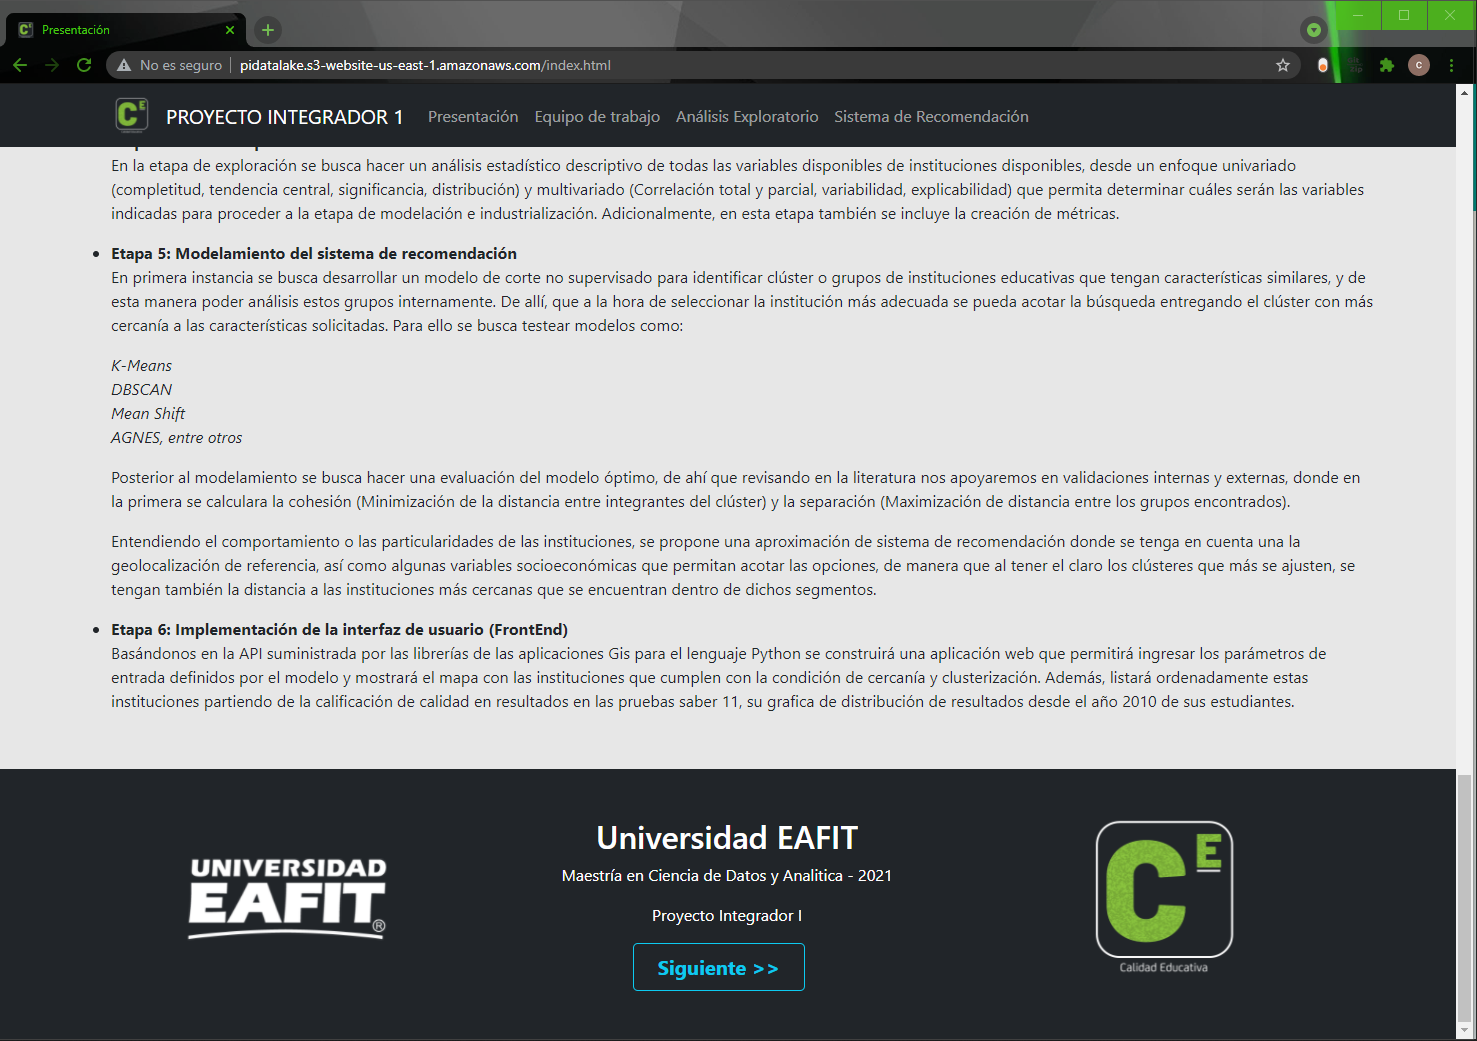 Presentación
No es seguro
pidatalake.s3-website-us-east-1.amazonaws.com/index.html
C
CE
PROYECTO INTEGRADOR 1
Presentación
Equipo de trabajo
Análisis Exploratorio
Sistema de Recomendación
En la etapa de exploración se busca hacer un análisis estadístico descriptivo de todas las variables disponibles de instituciones disponibles, desde un enfoque univariado
(completitud, tendencia central, significancia, distribución) y multivariado (Correlación total y parcial, variabilidad, explicabilidad) que permita determinar cuáles serán las variables
indicadas para proceder a la etapa de modelación e industrialización. Adicionalmente, en esta etapa también se incluye la creación de métricas.
• Etapa 5: Modelamiento del sistema de recomendación
En primera instancia se busca desarrollar un modelo de corte no supervisado para identificar clúster o grupos de instituciones educativas que tengan características similares, y de
esta manera poder análisis estos grupos internamente. De allí, que a la hora de seleccionar la institución más adecuada se pueda acotar la búsqueda entregando el clúster con más
cercanía a las características solicitadas. Para ello se busca testear modelos como:
K-Means
DBSCAN
Mean Shift
AGNES, entre otros
Posterior al modelamiento se busca hacer una evaluación del modelo óptimo, de ahí que revisando en la literatura nos apoyaremos en validaciones internas y externas, donde en
la primera se calculara la cohesión (Minimización de la distancia entre integrantes del clúster) y la separación (Maximización de distancia entre los grupos encontrados).
Entendiendo el comportamiento o las particularidades de las instituciones, se propone una aproximación de sistema de recomendación donde se tenga en cuenta una la
geolocalización de referencia, así como algunas variables socioeconómicas que permitan acotar las opciones, de manera que al tener el claro los clústeres que más se ajusten, se
tengan también la distancia a las instituciones más cercanas que se encuentran dentro de dichos segmentos.
• Etapa 6: Implementación de la interfaz de usuario (FrontEnd)
Basándonos en la API suministrada por las librerías de las aplicaciones Gis para el lenguaje Python se construirá una aplicación web que permitirá ingresar los parámetros de
entrada definidos por el modelo y mostrará el mapa con las instituciones que cumplen con la condición de cercanía y clusterización. Además, listará ordenadamente estas
instituciones partiendo de la calificación de calidad en resultados en las pruebas saber 11, su grafica de distribución de resultados desde el año 2010 de sus estudiantes.
UNIVERSIDAD
EAFIT®
Universidad EAFIT
Maestría en Ciencia de Datos y Analitica - 2021
Proyecto Integrador I
Siguiente >>
CE
Calidad Educativa